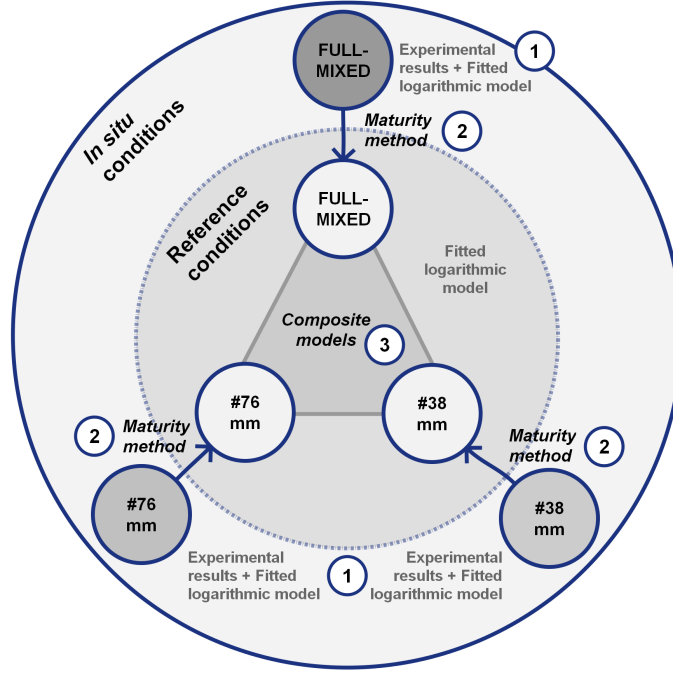 FULL-
MIXED
Experimental
results + Fitted
logarithmic model
1
In situ
conditions
Maturity
method
2
Reference
conditions
FULL-
MIXED
Fitted
logarithmic
model
Composite
models
3
#76
mm
#38
mm
2
Maturity
method
Maturity
method
2
#76
mm
#38
mm
Experimental
results + Fitted
logarithmic model
1
Experimental
results + Fitted
logarithmic model